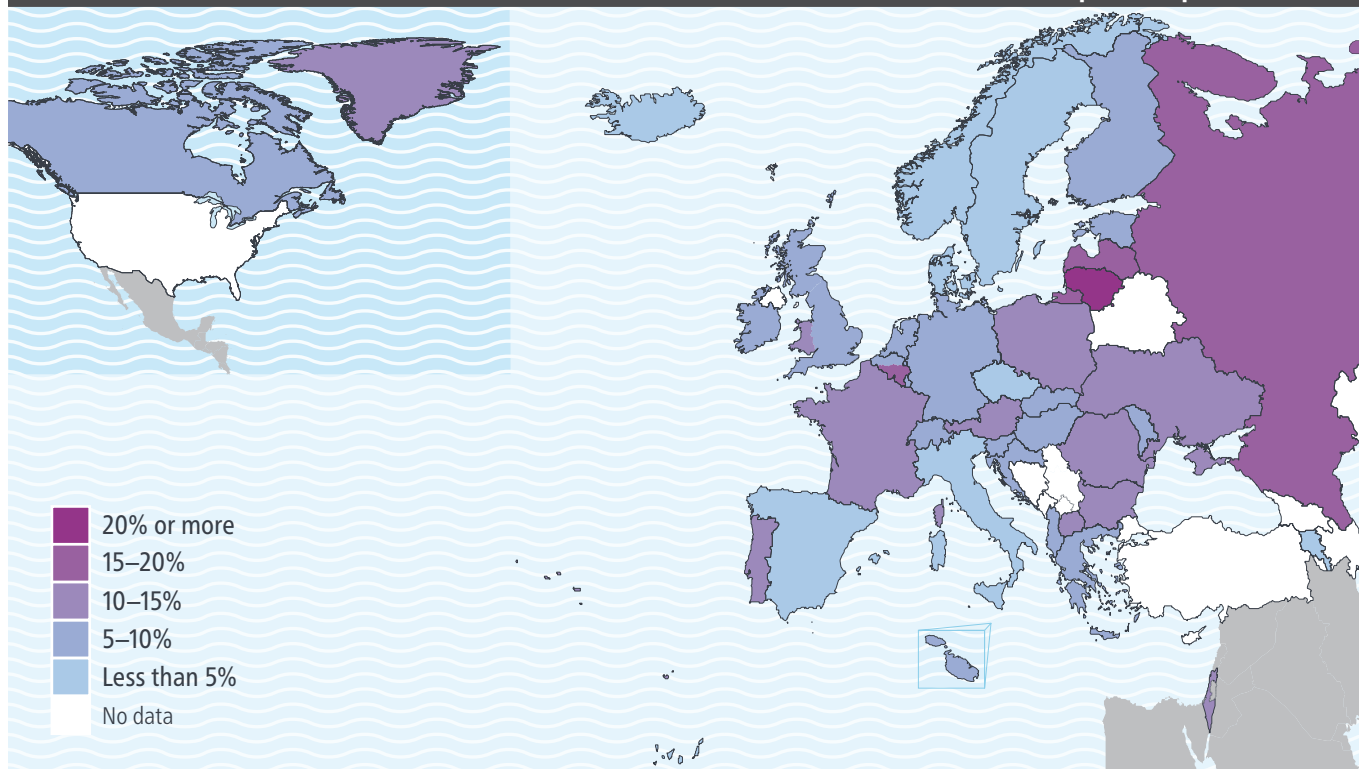 20% or more
15–20%
10–15%
5–10%
Less than 5%
No data